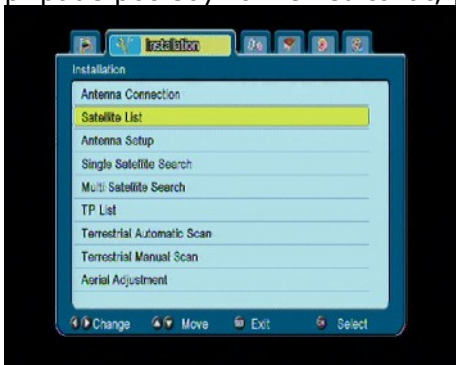 Installation
Installation
Antenna Connection
Satellite List
Antenna Setup
Single Satellite Search
Multi Satellite Search
TP List
Terrestrial Automatic Scan
Terrestrial Manual Scan
Aerial Adjustment
Change Move Exit Select